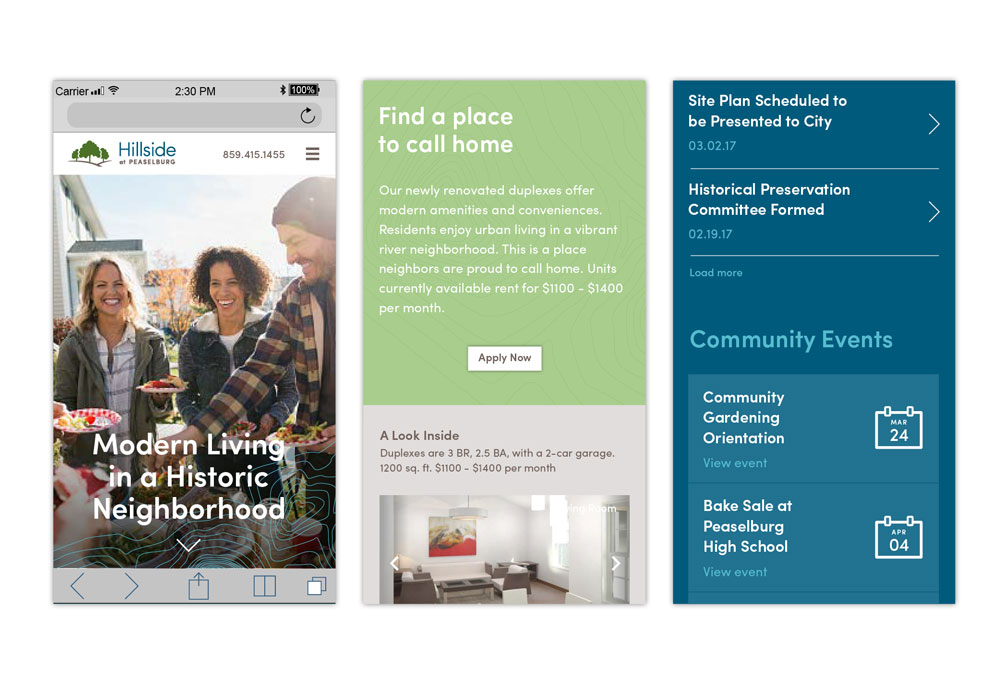 Carrier
2:30 PM
100%
Hillside
at PEASELBURG
859.415.1455
Modern Living
in a Historic
Neighborhood
Find a place
to call home
Our newly renovated duplexes offer
modern amenities and conveniences.
Residents enjoy urban living in a vibrant
river neighborhood. This is a place
neighbors are proud to call home. Units
currently available rent for $1100 - $1400
per month.
Apply Now
A Look Inside
Duplexes are 3 BR, 2.5 BA, with a 2-car garage.
1200 sq. ft. $1100 - $1400 per month
Room
Site Plan Scheduled to
be Presented to City
03.02.17
Historical Preservation
Committee Formed
02.19.17
Load more
Community Events
Community
Gardening
Orientation
View event
MAR
24
Bake Sale at
Peaselburg
High School
View event
APR
04